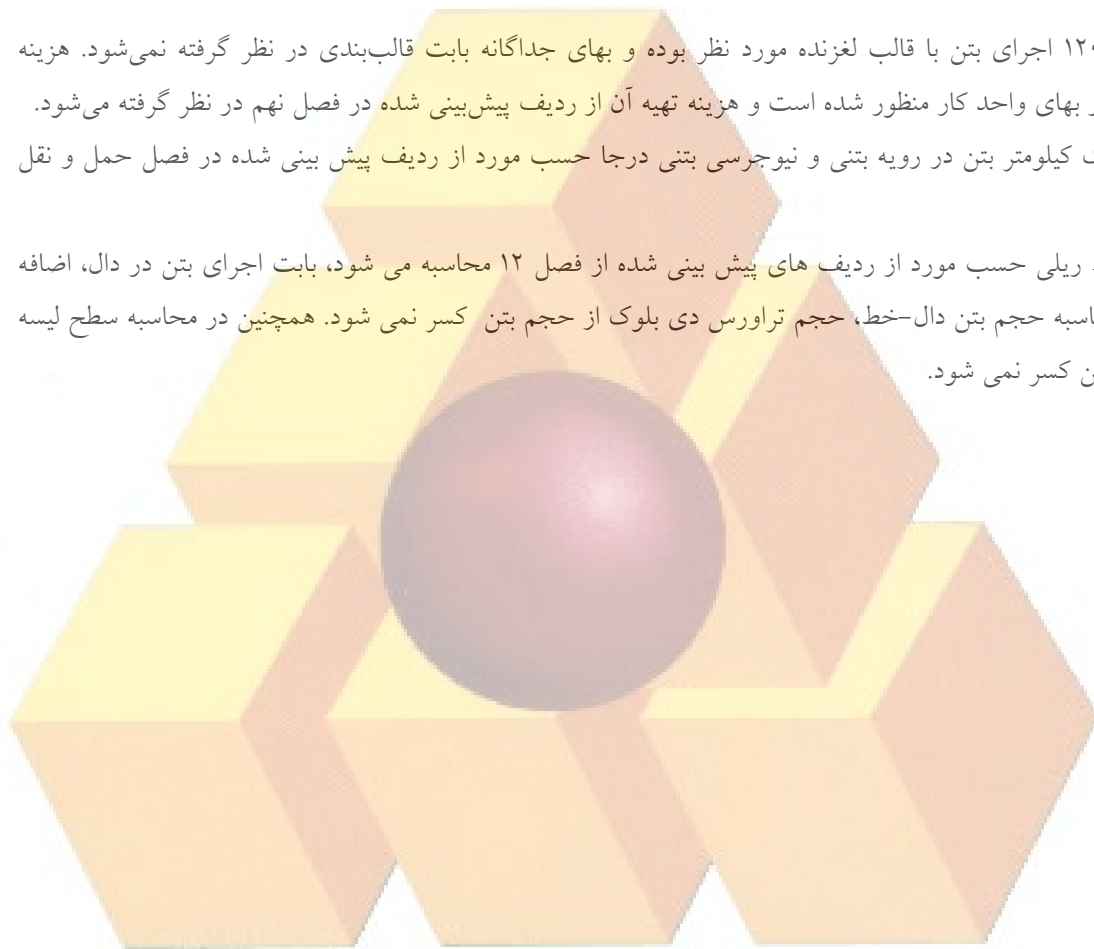 ۱۲۰ اجرای بتن با قالب لغزنده مورد نظر بوده و بهای جداگانه بابت قالب‌بندی در نظر گرفته نمی‌شود. هزینه
بهای واحد کار منظور شده است و هزینه تهیه آن از ردیف پیش‌بینی شده در فصل نهم در نظر گرفته می‌شود.
کیلومتر بتن در رویه بتنی و نیوجرسی بتنی درجا حسب مورد از ردیف پیش بینی شده در فصل حمل و نقل
ریلی حسب مورد از ردیف های پیش بینی شده از فصل ۱۲ محاسبه می شود، بابت اجرای بتن در دال، اضافه
حجم بتن دال-خط، حجم تراورس دی بلوک از حجم بتن کسر نمی شود. همچنین در محاسبه سطح لیسه
کسر نمی شود.